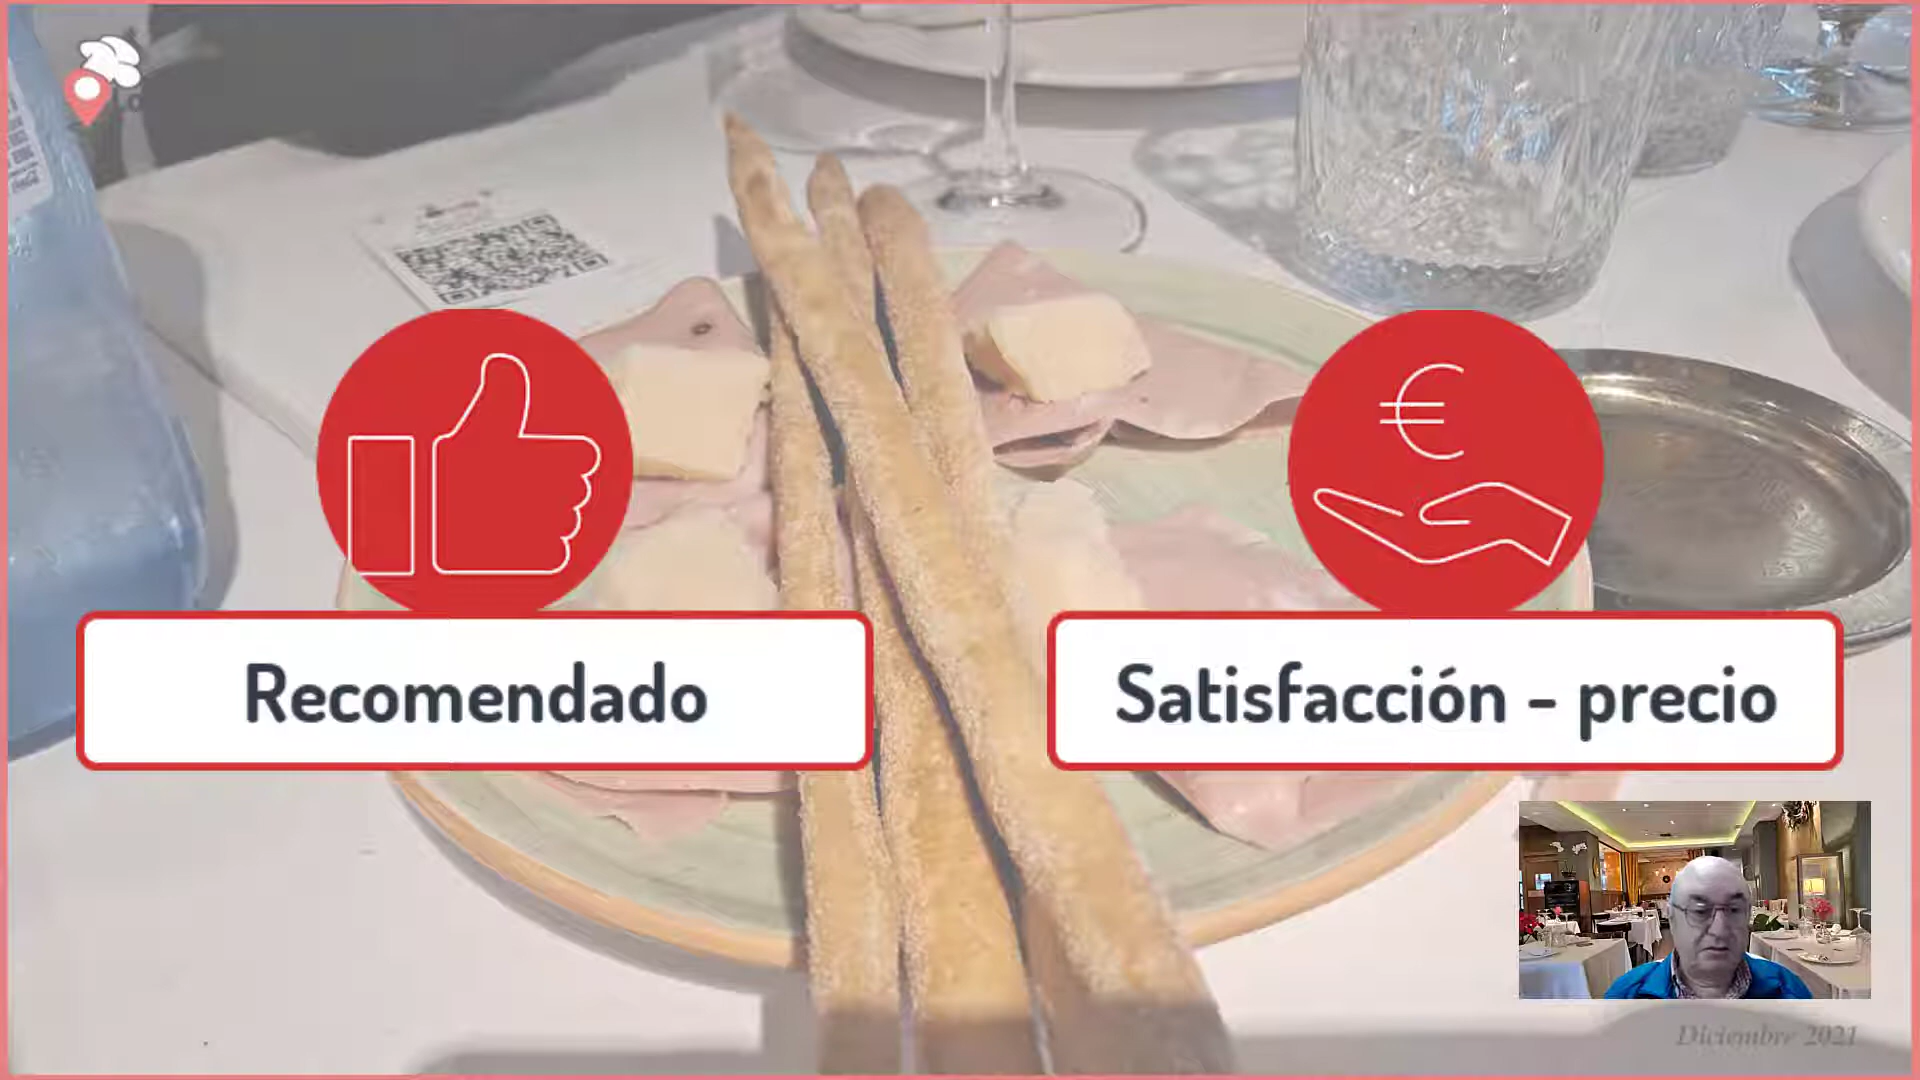 Recomendado
Satisfacción - precio
Diciembre 2021